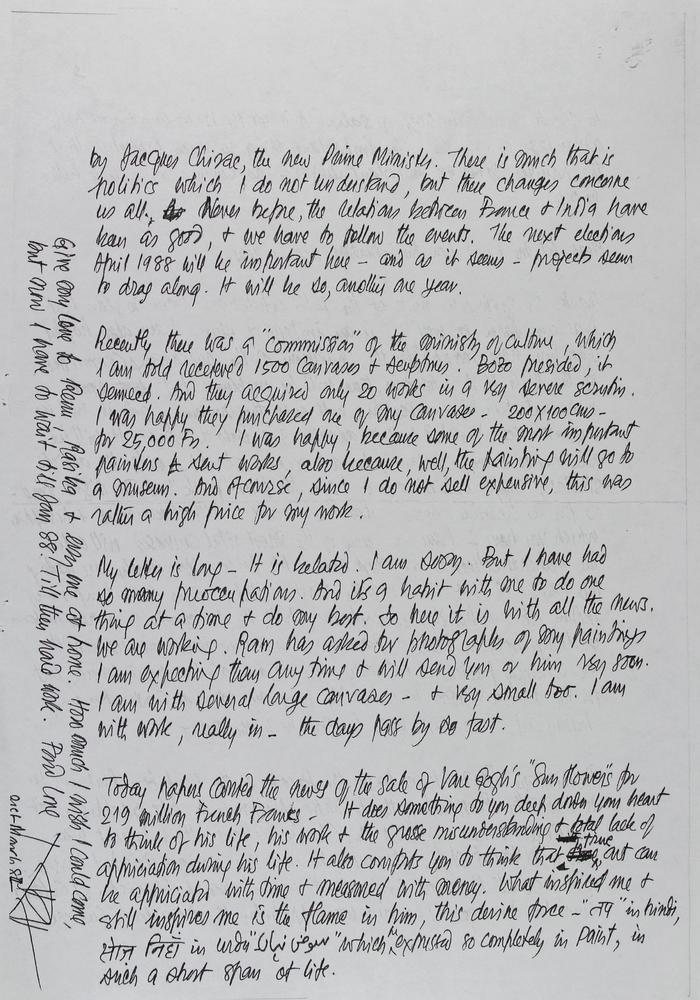 by Jacques Chirac, the new Prime Minister. There is much that is
politics which I do not understand, but these changes concerne
us all. Never before, the relations between France & India have
been as good, & we have to follow the events. The next elections
April 1988 will be important here – and as it seems – projects seem
to drag along. It will be so, another one year.
Recently there was a "commission" of the ministry of culture, which
I am told received 1500 Canvases & sculptures. Bozo presided, it
seemed. And they acquired only 20 works in a very severe scrutin.
I was happy they purchased one of my canvases – 200x100cms –
for 25,000 Frs. I was happy, because some of the most important
painters sent works, also because, well, the painting will go to
a museum. And ofcourse, since I do not sell expensive, this was
rather a high price for my work.
My letter is long – It is belated. I am sorry. But I have had
so many preoccupations. And its a habit with me to do one
thing at a time & do my best. So here it is with all the news.
We are working. Ram has asked for photographs of my paintings
I am expecting them any time & will send you or him very soon.
I am with several large canvases – & very small too. I am
with work, really in – the days pass by so fast.
Today papers carried the news of the sale of Van Gogh's "Sun flowers" for
219 million French Franks – It does something to you deep down your heart
to think of his life, his work & the grosse misunderstanding & total lack of
appriciation during his life. It also comforts you to think that true art can
be appriciated with time & measured with money. What inspired me &
still inspires me is the flame in him, this devine force – "तप" in hindi,
सोज़ निहाँ in urdu "سوز نہاں" which he expressed so completely in Paint, in
such a short span of life.
Give my love to Renu, Rasika & every one at home. How much I wish I could come,
but now I have to wait till Jan 88! Till then hard work. Fond love
31st March 87